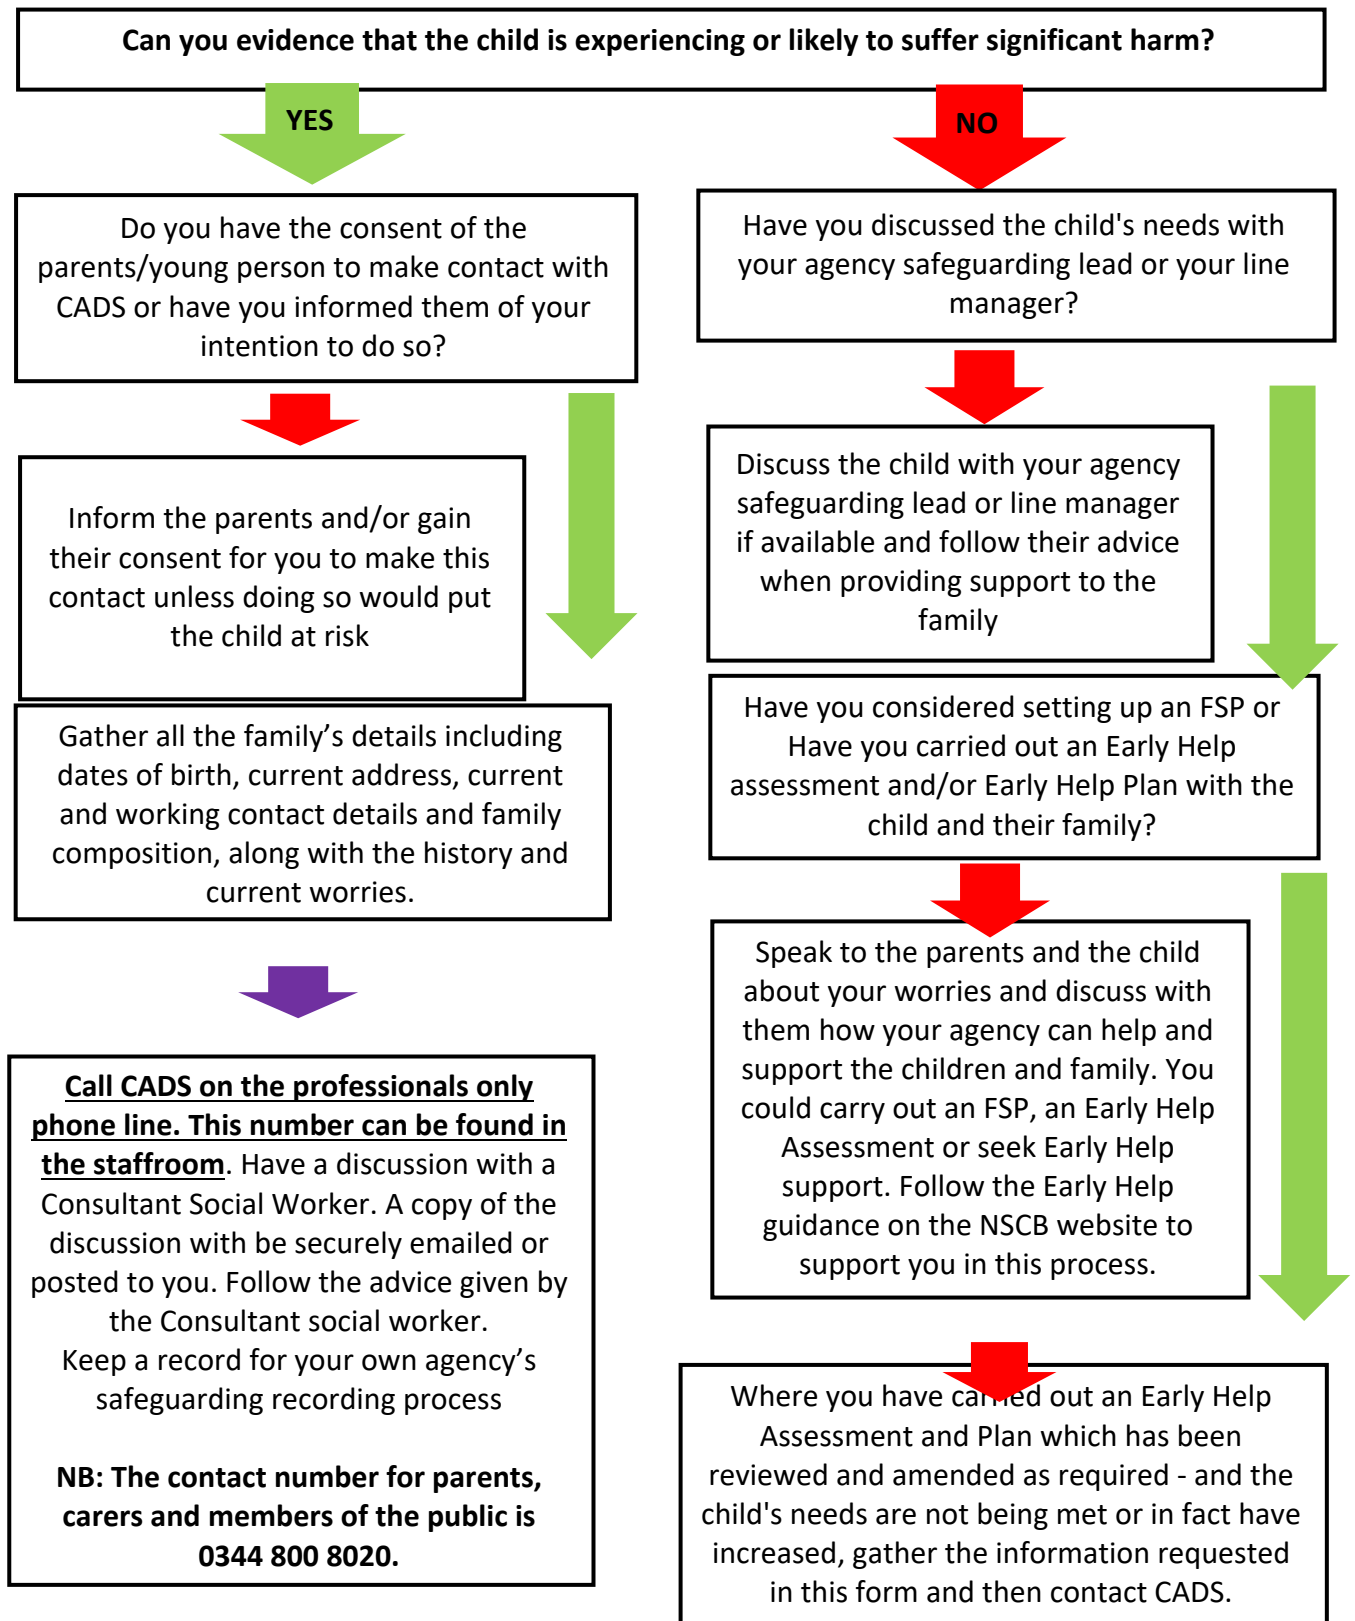 Can you evidence that the child is experiencing or likely to suffer significant harm?
YES
NO
Do you have the consent of the
parents/young person to make contact with
CADS or have you informed them of your
intention to do so?
Have you discussed the child's needs with
your agency safeguarding lead or your line
manager?
Inform the parents and/or gain
their consent for you to make this
contact unless doing so would put
the child at risk
Discuss the child with your agency
safeguarding lead or line manager
if available and follow their advice
when providing support to the
family
Gather all the family’s details including
dates of birth, current address, current
and working contact details and family
composition, along with the history and
current worries.
Have you considered setting up an FSP or
Have you carried out an Early Help
assessment and/or Early Help Plan with the
child and their family?
Speak to the parents and the child
about your worries and discuss with
them how your agency can help and
support the children and family. You
could carry out an FSP, an Early Help
Assessment or seek Early Help
support. Follow the Early Help
guidance on the NSCB website to
support you in this process.
Call CADS on the professionals only
phone line. This number can be found in
the staffroom. Have a discussion with a
Consultant Social Worker. A copy of the
discussion with be securely emailed or
posted to you. Follow the advice given by
the Consultant social worker.
Keep a record for your own agency’s
safeguarding recording process
NB: The contact number for parents,
carers and members of the public is
0344 800 8020.
Where you have carried out an Early Help
Assessment and Plan which has been
reviewed and amended as required - and the
child's needs are not being met or in fact have
increased, gather the information requested
in this form and then contact CADS.